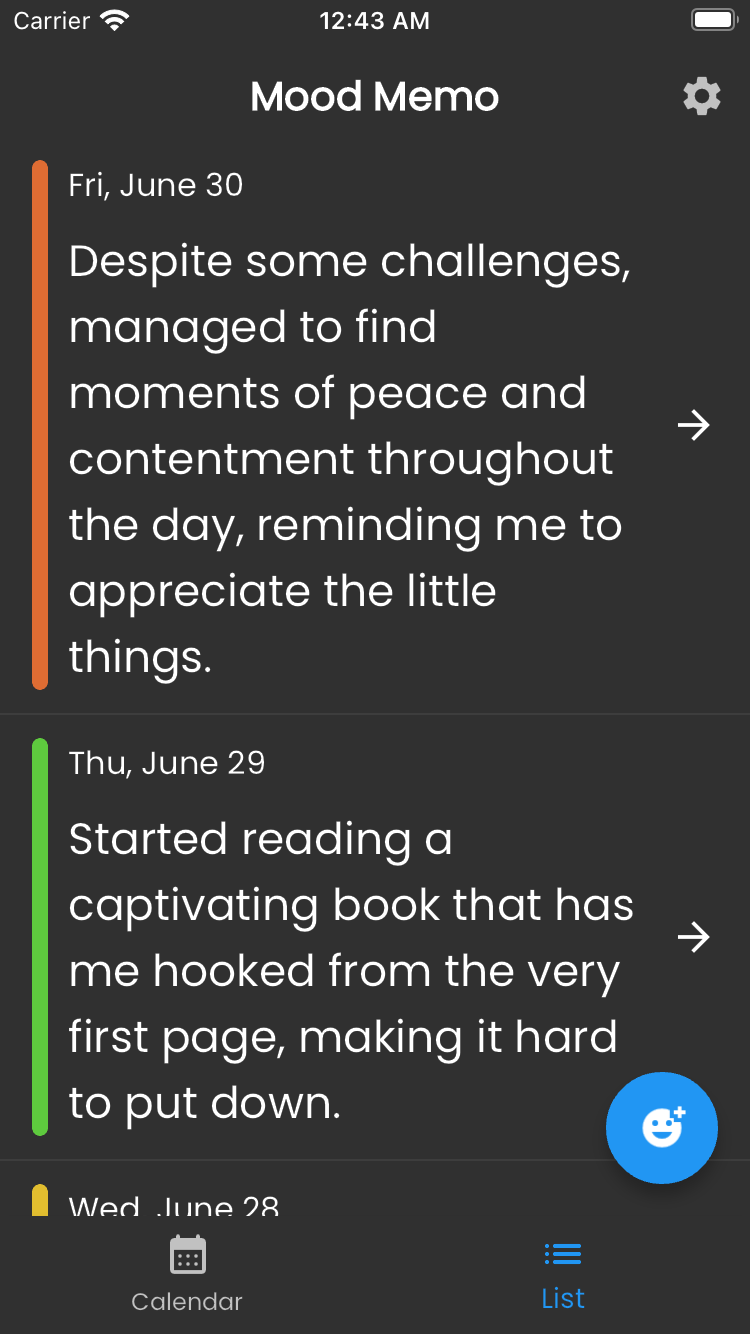 Carrier 12:43 AM
Mood Memo
Fri, June 30
Despite some challenges,
managed to find
moments of peace and
contentment throughout
the day, reminding me to
appreciate the little
things.
Thu, June 29
Started reading a
captivating book that has
me hooked from the very
first page, making it hard
to put down.
Wed, June 28
Calendar List